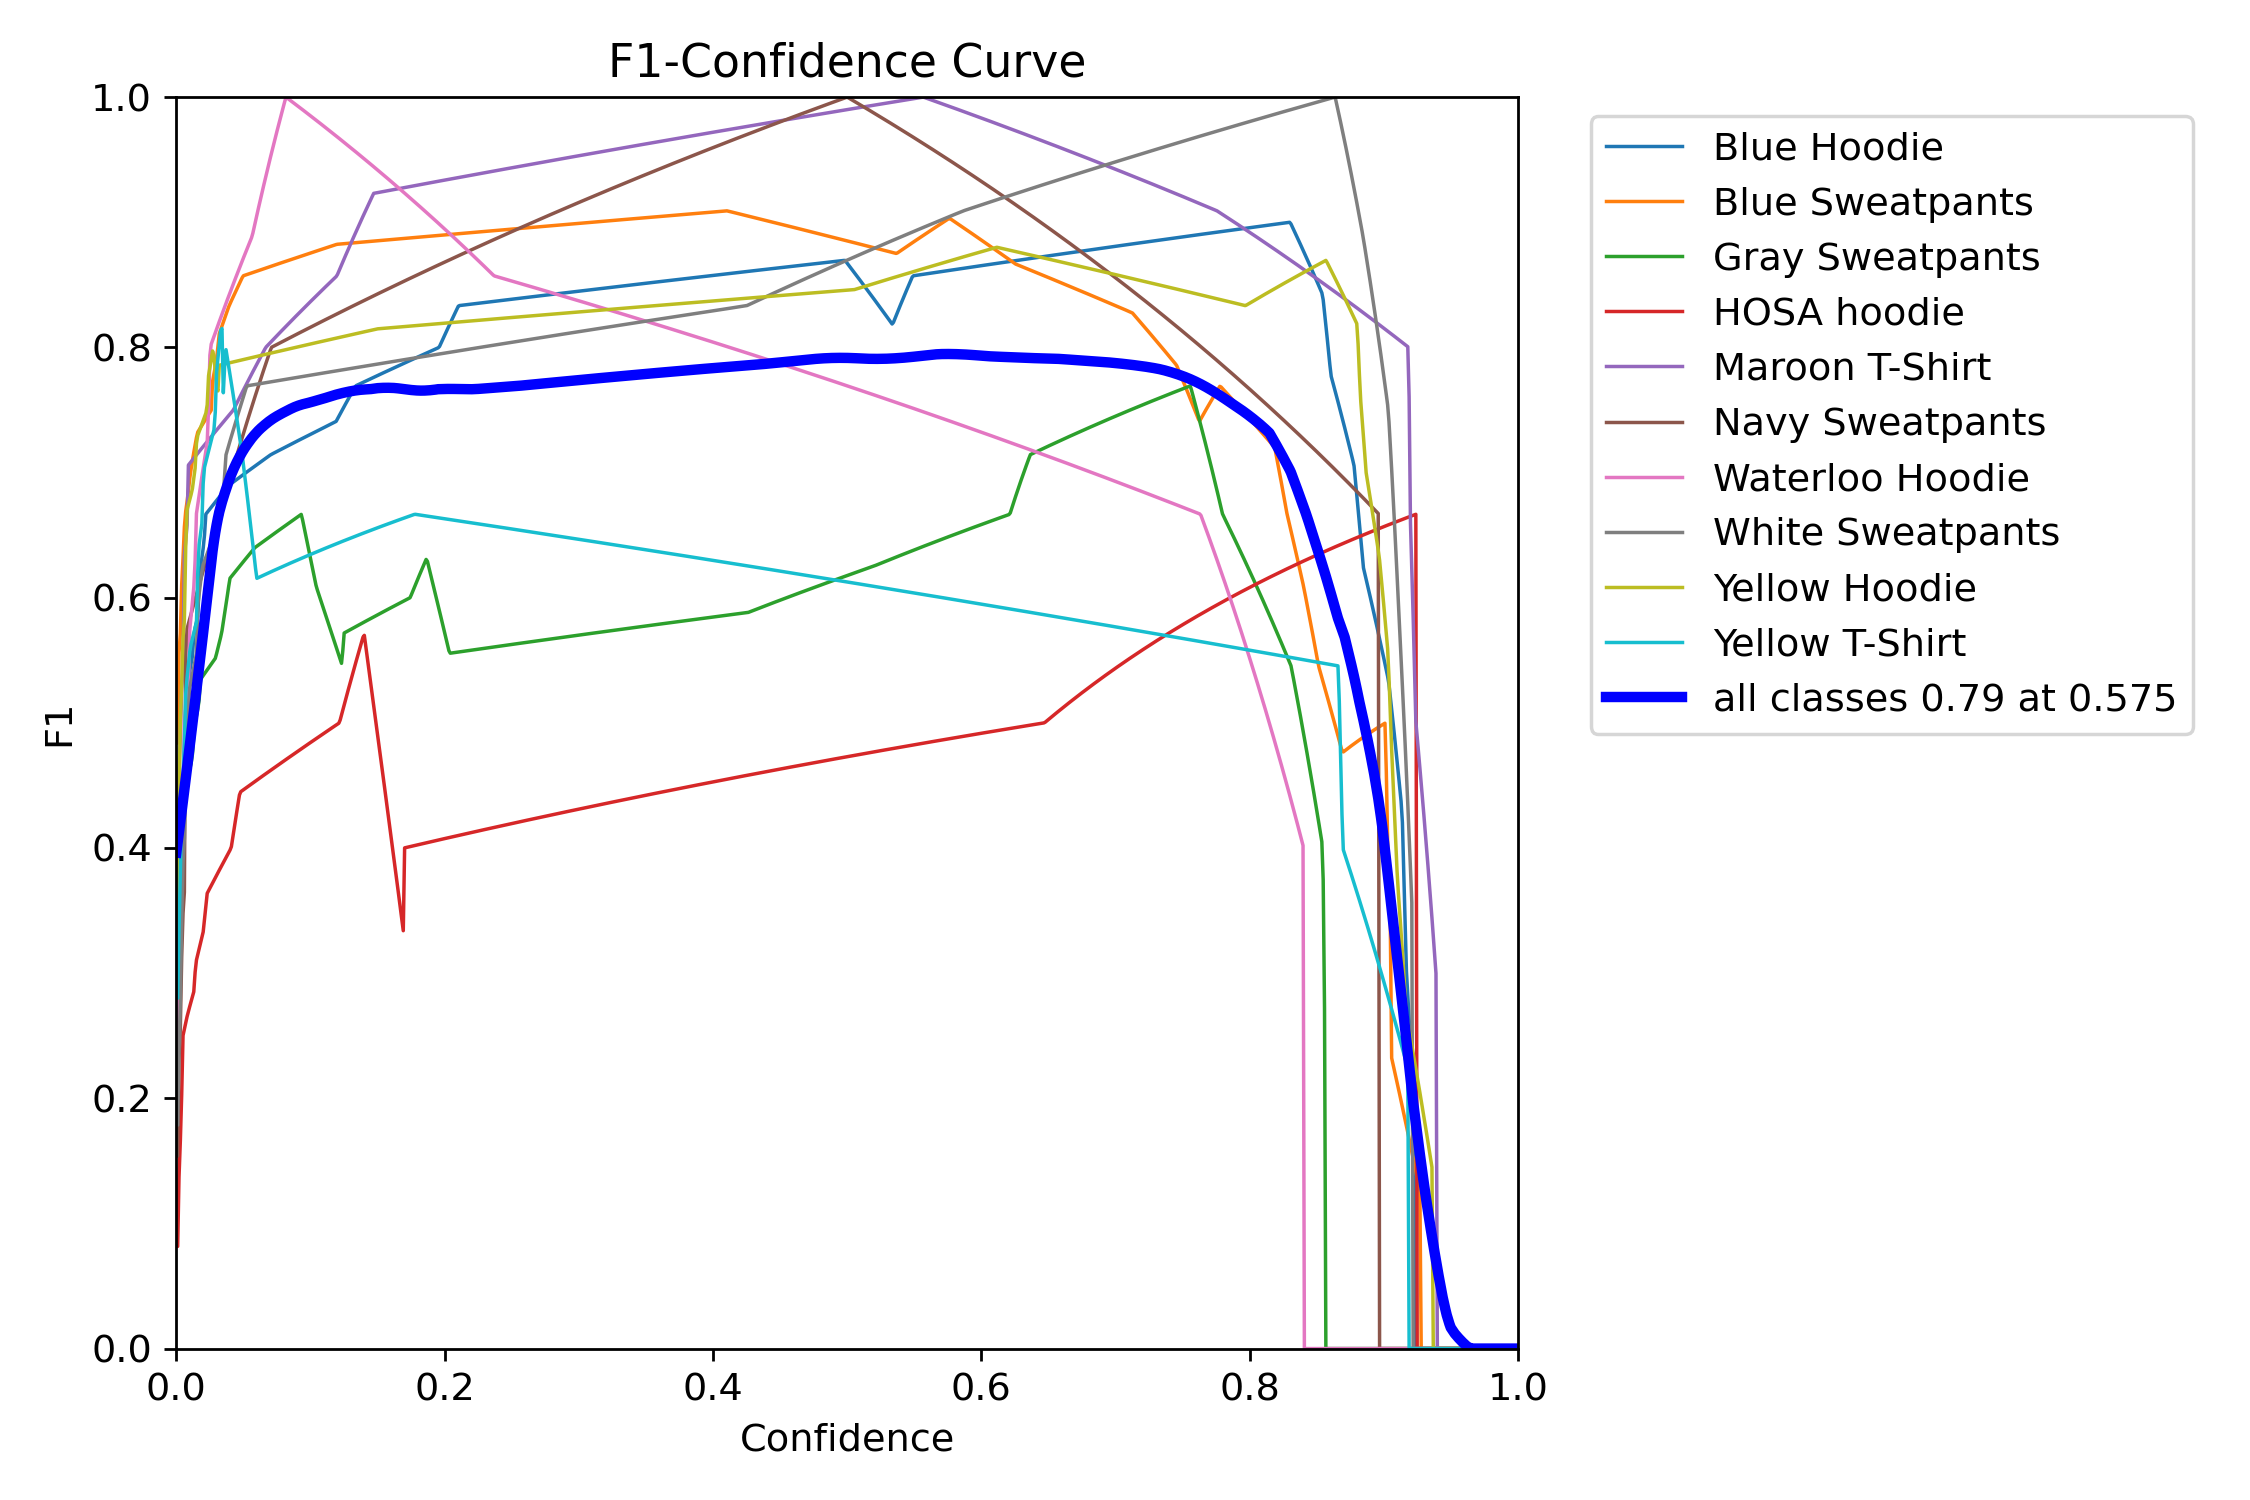 F1-Confidence Curve
1.0
0.8
0.6
0.4
0.2
0.0
F1
0.0 0.2 0.4 0.6 0.8 1.0
Confidence
Blue Hoodie
Blue Sweatpants
Gray Sweatpants
HOSA hoodie
Maroon T-Shirt
Navy Sweatpants
Waterloo Hoodie
White Sweatpants
Yellow Hoodie
Yellow T-Shirt
all classes 0.79 at 0.575